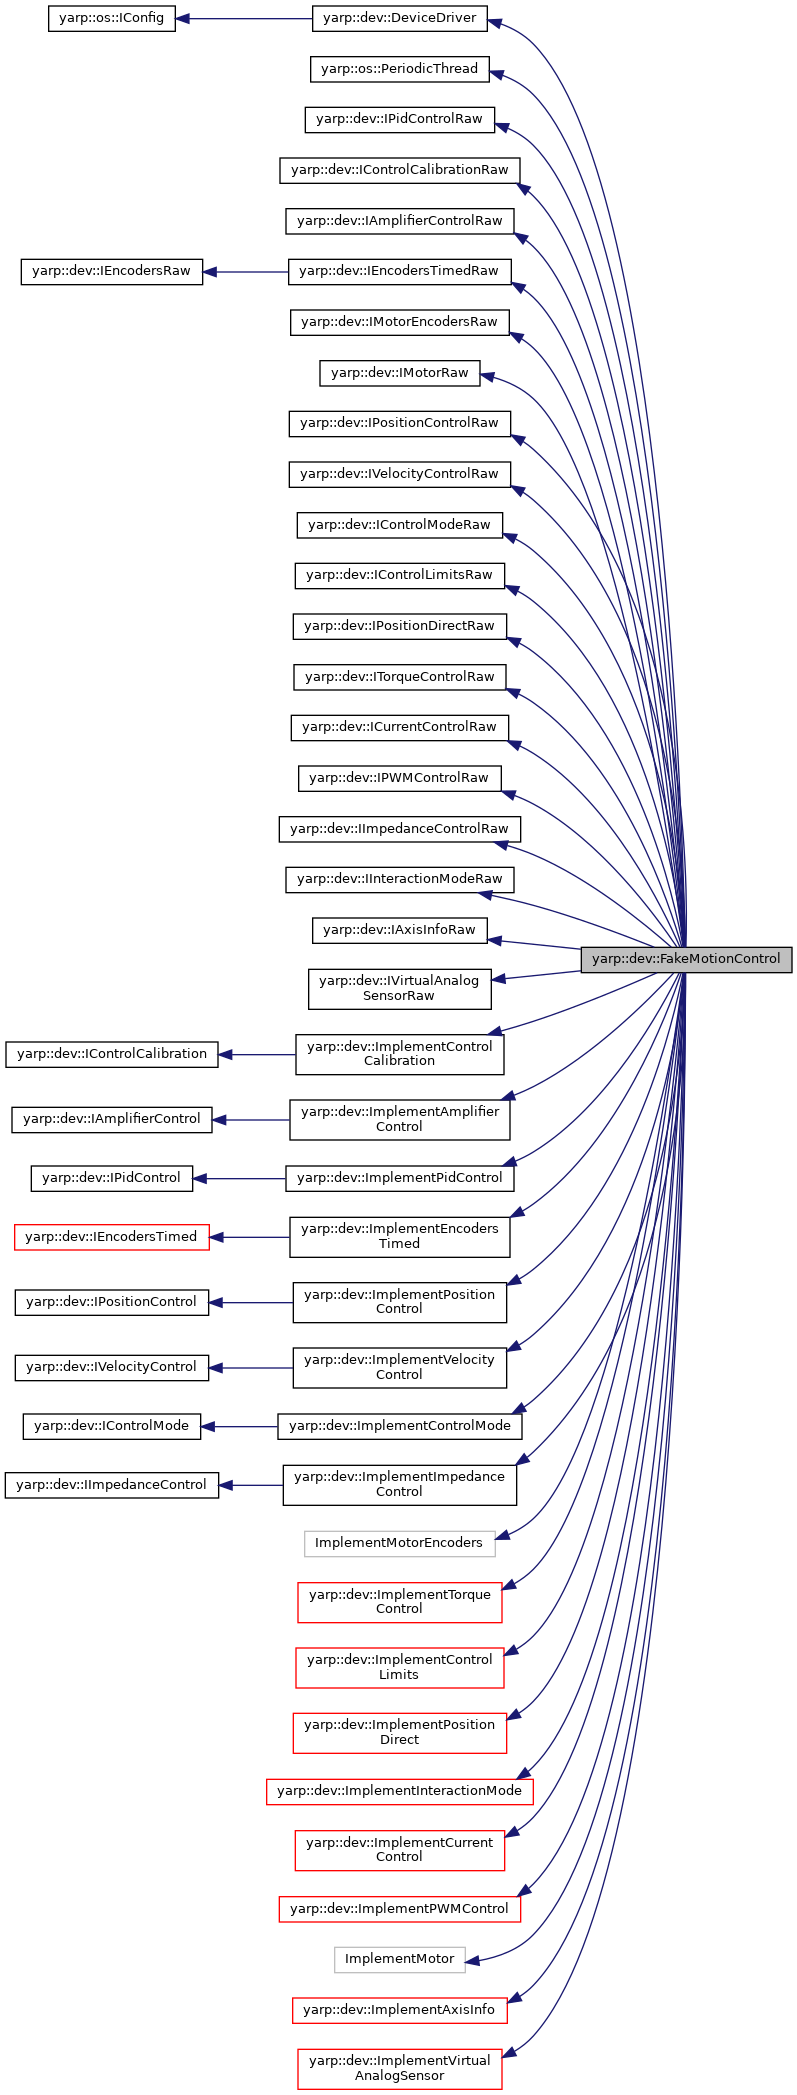 yarp::os::IConfig
yarp::dev::DeviceDriver
yarp::os::PeriodicThread
yarp::dev::IPidControlRaw
yarp::dev::IControlCalibrationRaw
yarp::dev::IAmplifierControlRaw
yarp::dev::IEncodersRaw
yarp::dev::IEncodersTimedRaw
yarp::dev::IMotorEncodersRaw
yarp::dev::IMotorRaw
yarp::dev::IPositionControlRaw
yarp::dev::IVelocityControlRaw
yarp::dev::IControlModeRaw
yarp::dev::IControlLimitsRaw
yarp::dev::IPositionDirectRaw
yarp::dev::ITorqueControlRaw
yarp::dev::ICurrentControlRaw
yarp::dev::IPWMControlRaw
yarp::dev::IImpedanceControlRaw
yarp::dev::IInteractionModeRaw
yarp::dev::IAxisInfoRaw
yarp::dev::FakeMotionControl
yarp::dev::IVirtualAnalog
SensorRaw
yarp::dev::IControlCalibration
yarp::dev::ImplementControl
Calibration
yarp::dev::IAmplifierControl
yarp::dev::ImplementAmplifier
Control
yarp::dev::IPidControl
yarp::dev::ImplementPidControl
yarp::dev::IEncodersTimed
yarp::dev::ImplementEncoders
Timed
yarp::dev::IPositionControl
yarp::dev::ImplementPosition
Control
yarp::dev::IVelocityControl
yarp::dev::ImplementVelocity
Control
yarp::dev::IControlMode
yarp::dev::ImplementControlMode
yarp::dev::IImpedanceControl
yarp::dev::ImplementImpedance
Control
ImplementMotorEncoders
yarp::dev::ImplementTorque
Control
yarp::dev::ImplementControl
Limits
yarp::dev::ImplementPosition
Direct
yarp::dev::ImplementInteractionMode
yarp::dev::ImplementCurrent
Control
yarp::dev::ImplementPWMControl
ImplementMotor
yarp::dev::ImplementAxisInfo
yarp::dev::ImplementVirtual
AnalogSensor